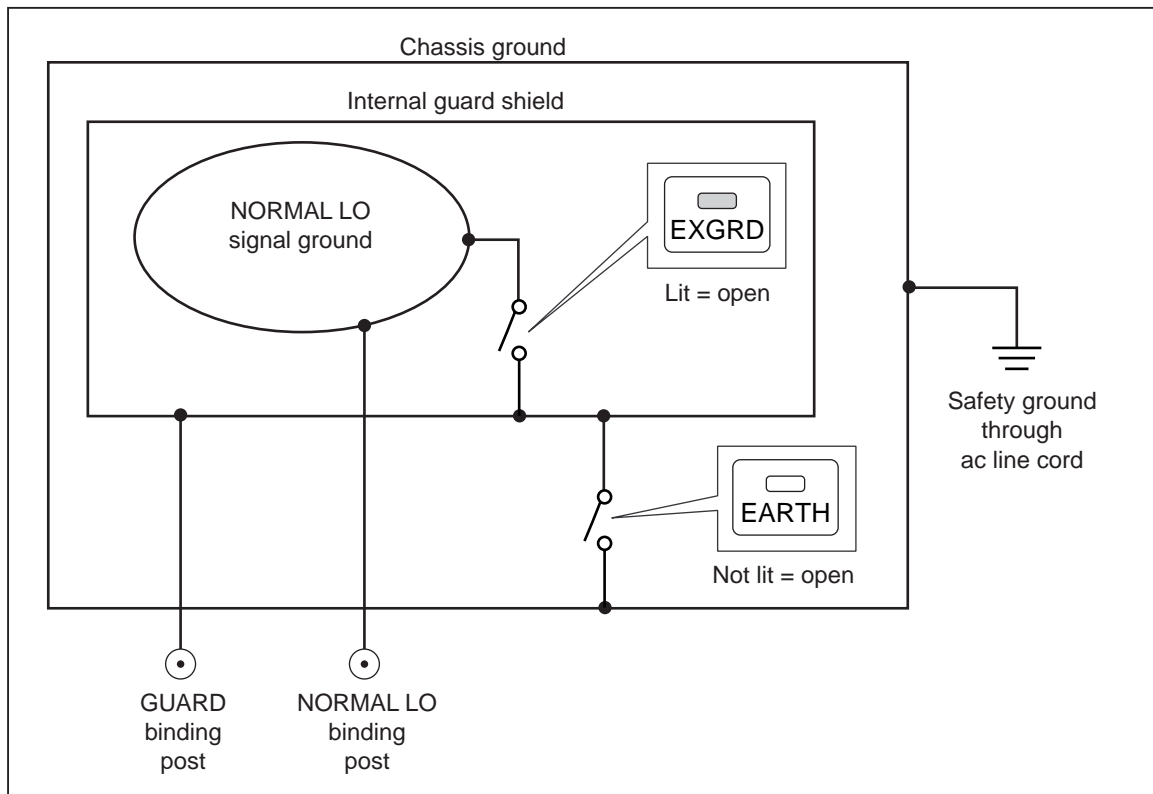 Chassis ground
Internal guard shield
NORMAL LO
signal ground
EXGRD
Lit = open
Safety ground
through
ac line cord
EARTH
Not lit = open
GUARD
binding
post
NORMAL LO
binding
post